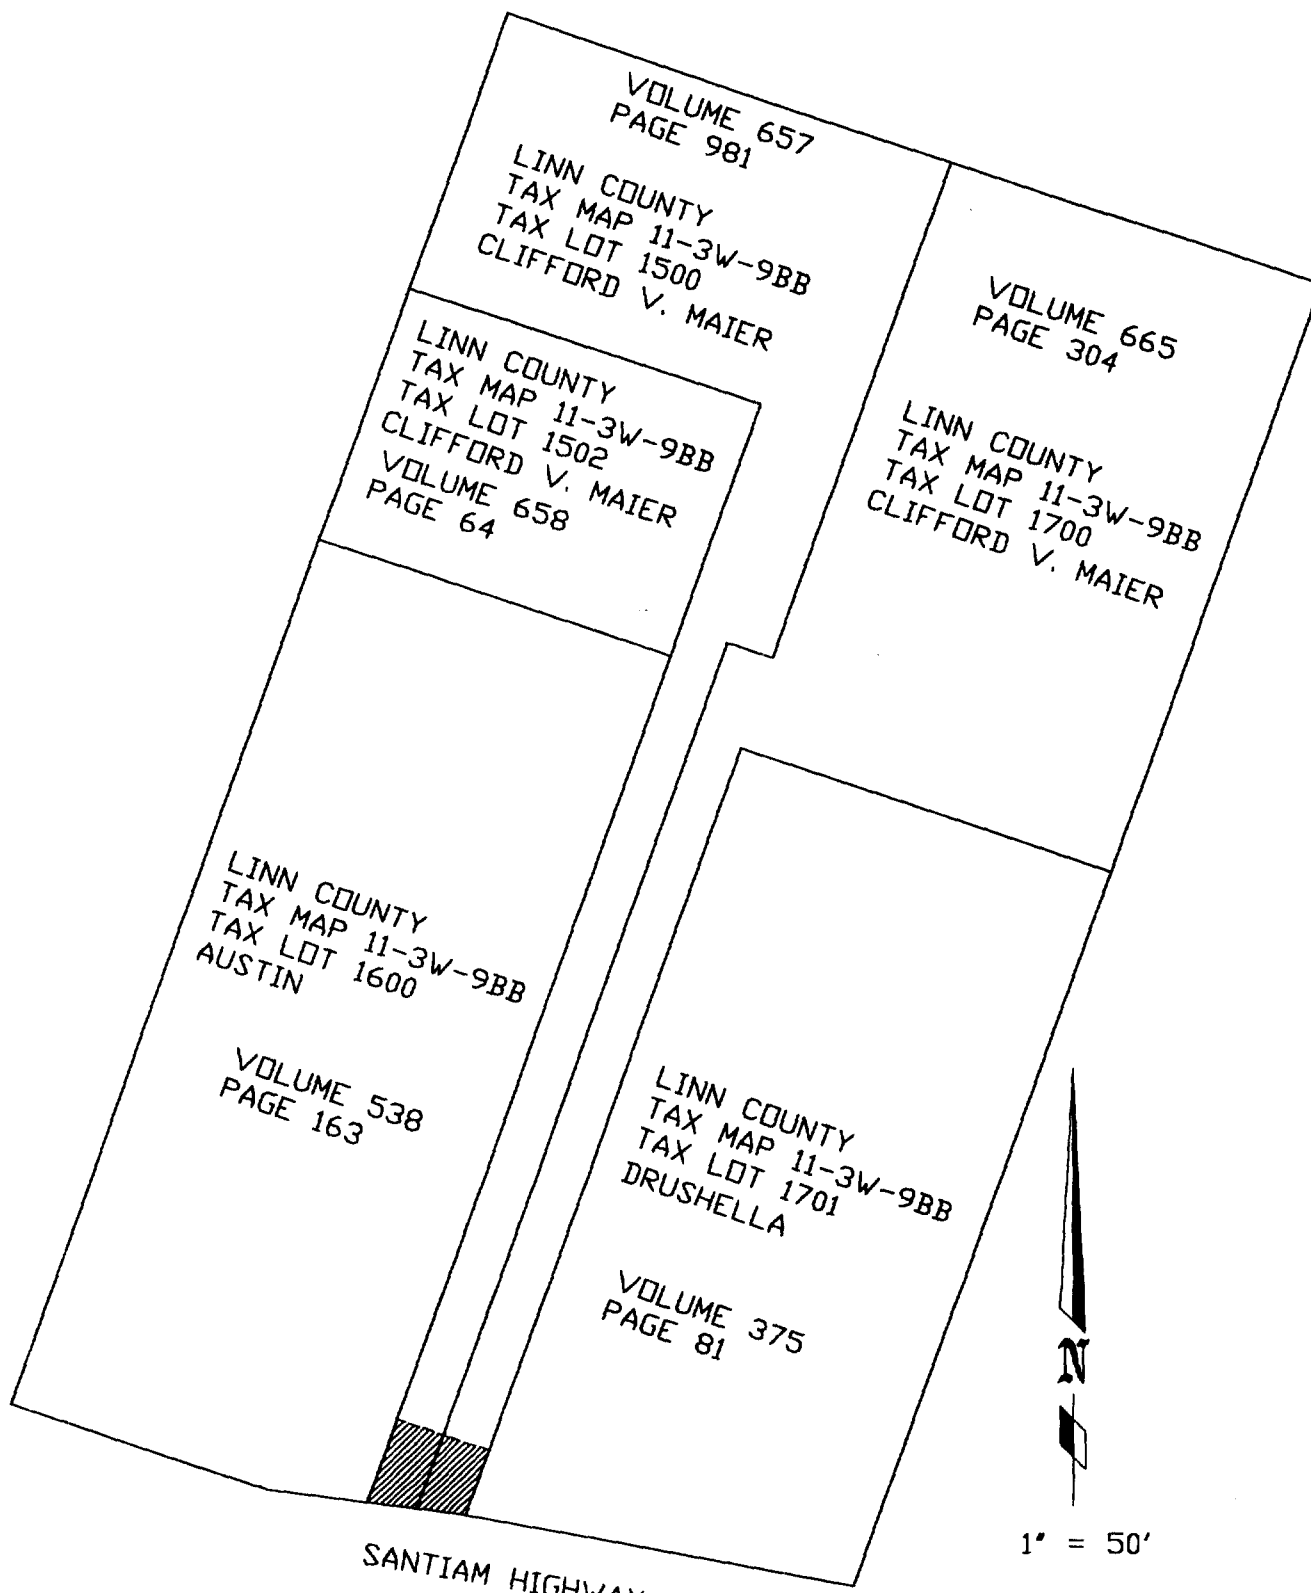 VOLUME 657
PAGE 981
LINN COUNTY
TAX MAP 11-3W-9BB
TAX LOT 1500
CLIFFORD V. MAIER
LINN COUNTY
TAX MAP 11-3W-9BB
TAX LOT 1502
CLIFFORD V. MAIER
VOLUME 658
PAGE 64
VOLUME 665
PAGE 304
LINN COUNTY
TAX MAP 11-3W-9BB
TAX LOT 1700
CLIFFORD V. MAIER
LINN COUNTY
TAX MAP 11-3W-9BB
TAX LOT 1600
AUSTIN
VOLUME 538
PAGE 163
LINN COUNTY
TAX MAP 11-3W-9BB
TAX LOT 1701
DRUSHELLA
VOLUME 375
PAGE 81
N
1" = 50'
SANTIAM HIGHWAY